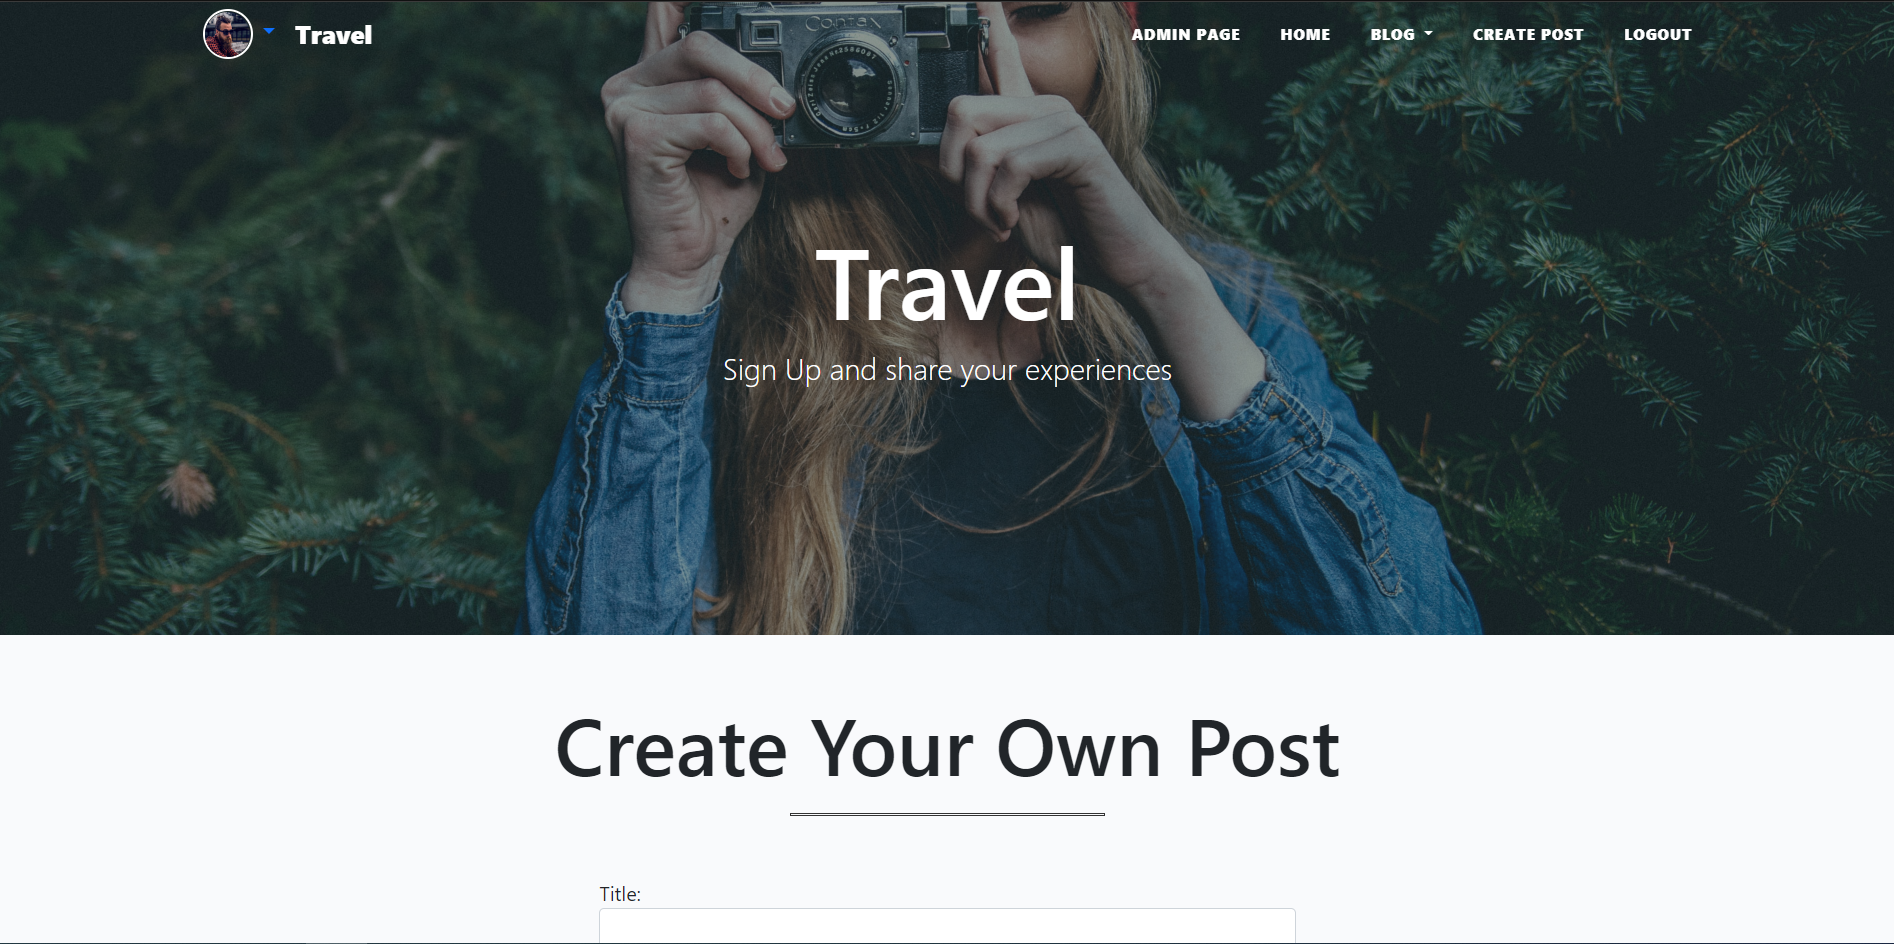 Travel
ADMIN PAGE HOME BLOG CREATE POST LOGOUT
Contax
Travel
Sign Up and share your experiences
Create Your Own Post
Title: